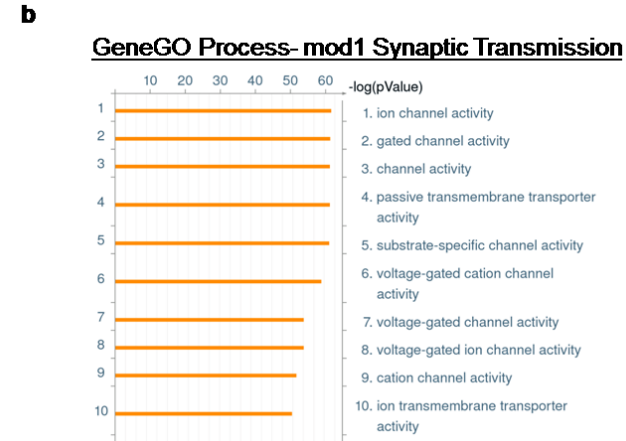 b
GeneGO Process- mod1 Synaptic Transmission
10 20 30 40 50 60 -log(pValue)
1 1. ion channel activity
2 2. gated channel activity
3 3. channel activity
4 4. passive transmembrane transporter
activity
5 5. substrate-specific channel activity
6 6. voltage-gated cation channel
activity
7 7. voltage-gated channel activity
8 8. voltage-gated ion channel activity
9 9. cation channel activity
10 10. ion transmembrane transporter
activity